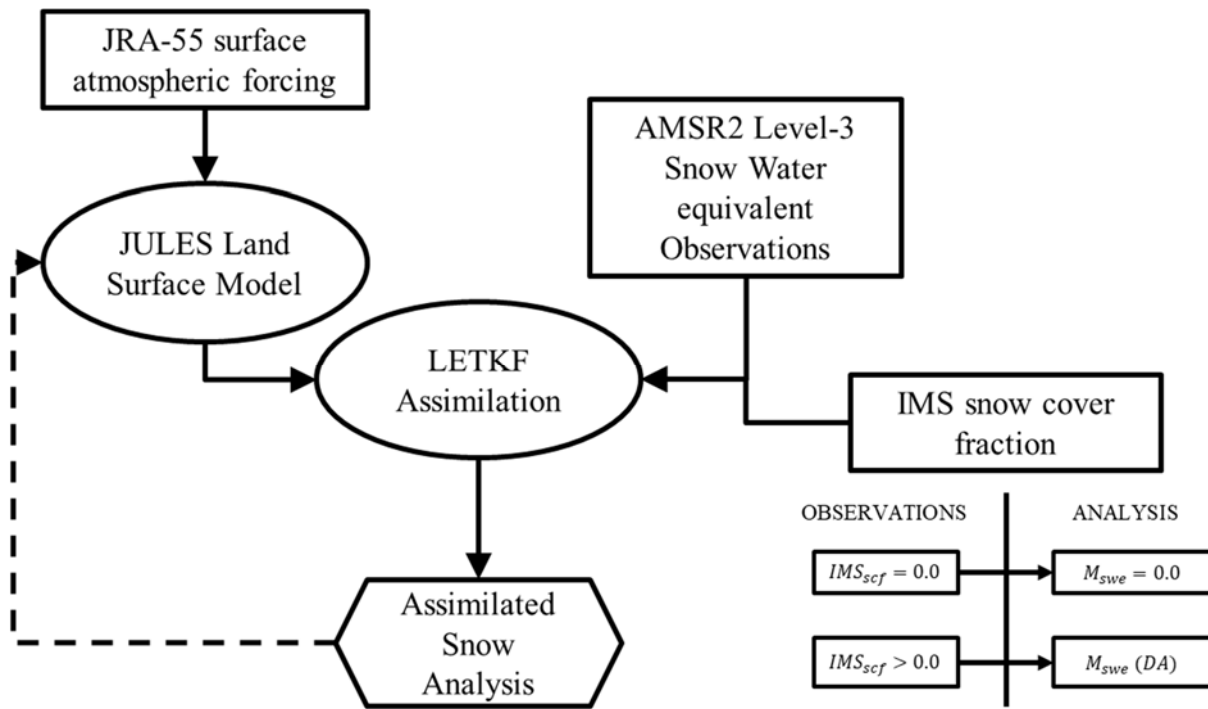 JRA-55 surface
atmospheric forcing
AMSR2 Level-3
Snow Water
equivalent
Observations
JULES Land
Surface Model
LETKF
Assimilation
IMS snow cover
fraction
OBSERVATIONS
ANALYSIS
IMS_scf = 0.0
M_swe = 0.0
IMS_scf > 0.0
M_swe (DA)
Assimilated
Snow
Analysis